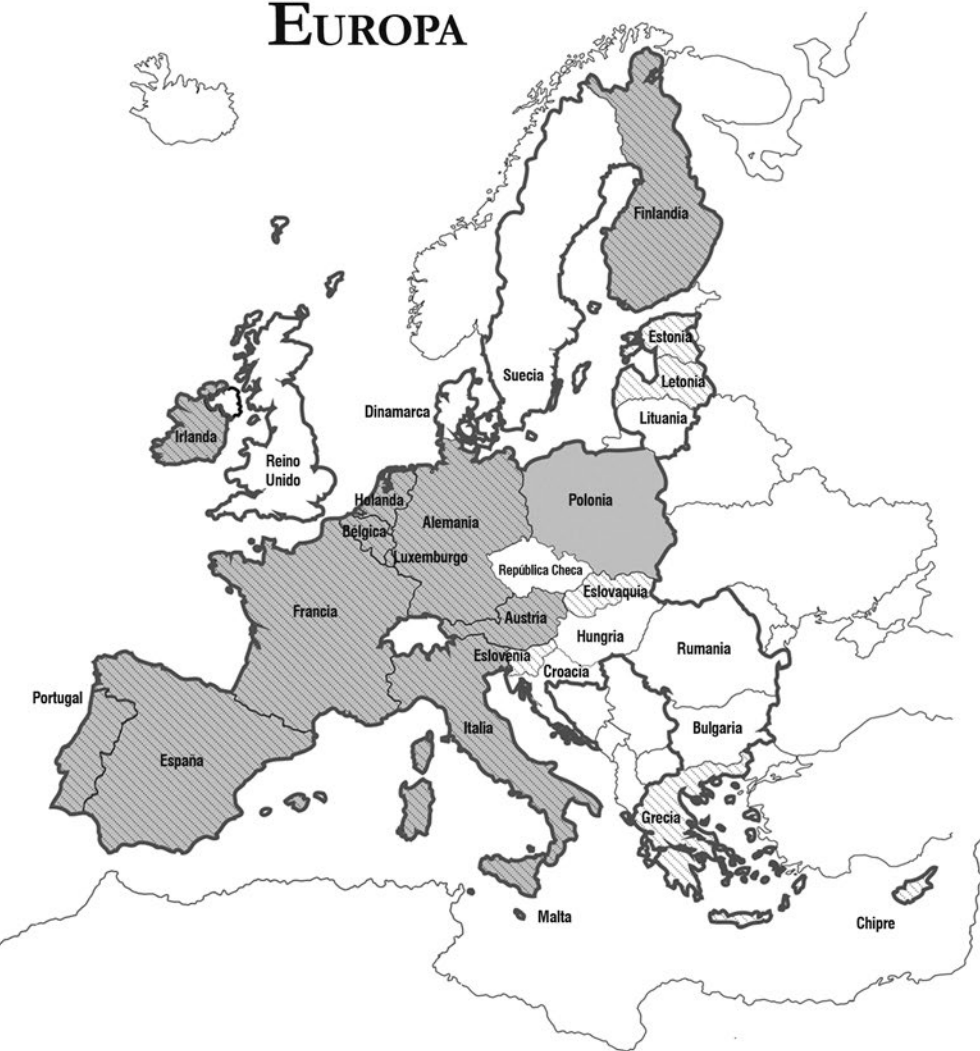 EUROPA
Finlandia
Estonia
Letonia
Suecia
Dinamarca
Lituania
Irlanda
Reino
Unido
Holanda
Polonia
Alemania
Bélgica
Luxemburgo
República Checa
Eslovaquia
Francia
Austria
Hungria
Rumania
Eslovenia
Croacia
Portugal
Italia
Bulgaria
España
Grecia
Malta
Chipre